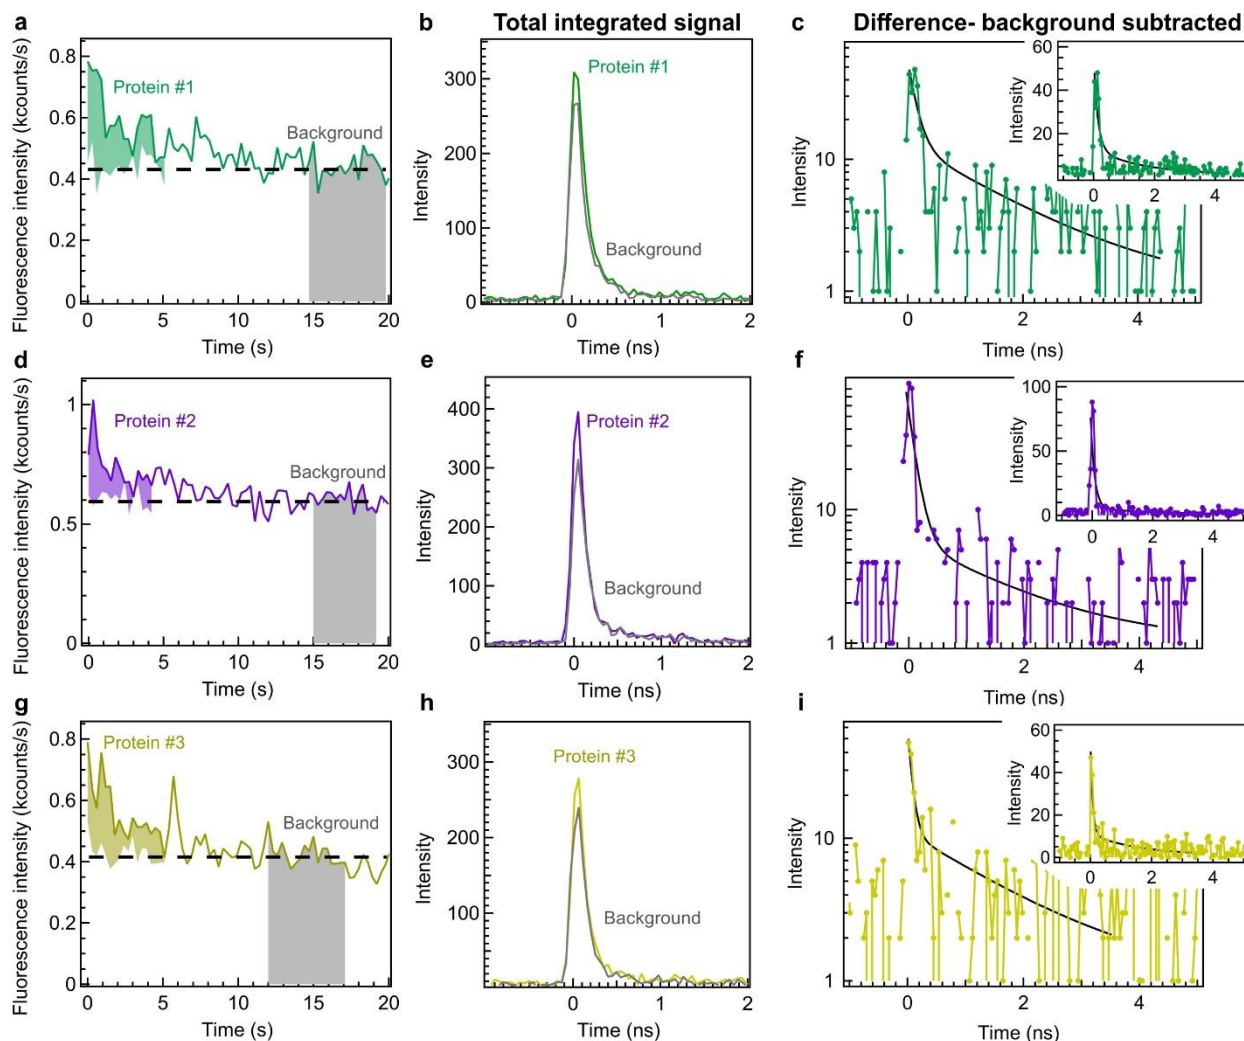 a
b
Total integrated signal
c
Difference- background subtracted
Fluorescence intensity (kcounts/s)
0.8
0.6
0.4
0.2
0
Protein #1
Background
0
5
10
15
20
Time (s)
Intensity
300
200
100
0
Protein #1
Background
0
1
2
Time (ns)
Intensity
10
1
0
2
4
Time (ns)
Intensity
60
40
20
0
0
2
4
d
e
f
Fluorescence intensity (kcounts/s)
1
0.5
0
Protein #2
Background
0
5
10
15
20
Time (s)
Intensity
400
300
200
100
0
Protein #2
Background
0
1
2
Time (ns)
Intensity
10
1
0
2
4
Time (ns)
Intensity
100
50
0
0
2
4
g
h
i
Fluorescence intensity (kcounts/s)
0.8
0.6
0.4
0.2
0
Protein #3
Background
0
5
10
15
20
Time (s)
Intensity
300
200
100
0
Protein #3
Background
0
1
2
Time (ns)
Intensity
10
1
0
2
4
Time (ns)
Intensity
60
40
20
0
0
2
4